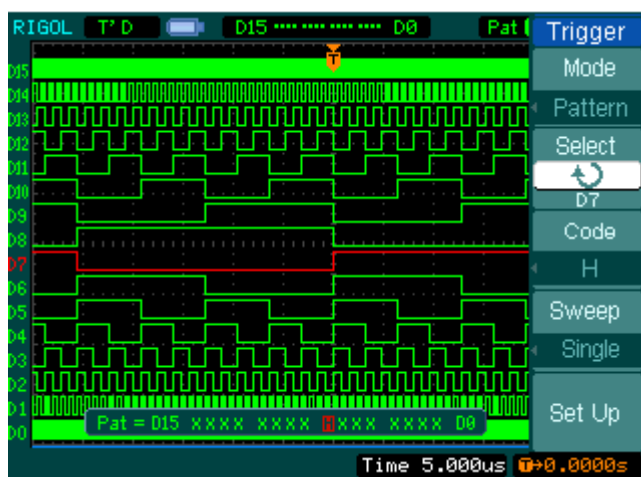 RIGOL T'D D15 ---- ---- ---- ---- D0 Pat
Trigger
Mode
Pattern
Select
D7
Code
H
Sweep
Single
Set Up
T
D15
D14
D13
D12
D11
D10
D9
D8
D7
D6
D5
D4
D3
D2
D1
D0
Pat = D15 XXXX XXXX HXXX XXXX D0
Time 5.000us T→0.0000s